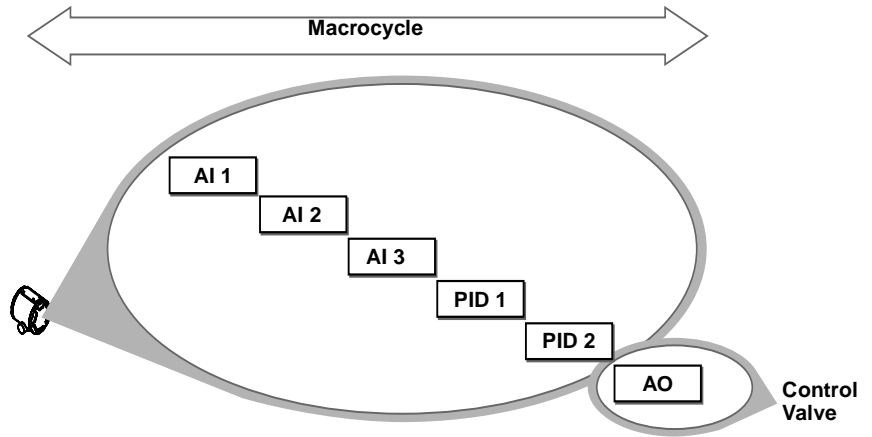 Macrocycle
AI 1
AI 2
AI 3
PID 1
PID 2
AO
Control
Valve